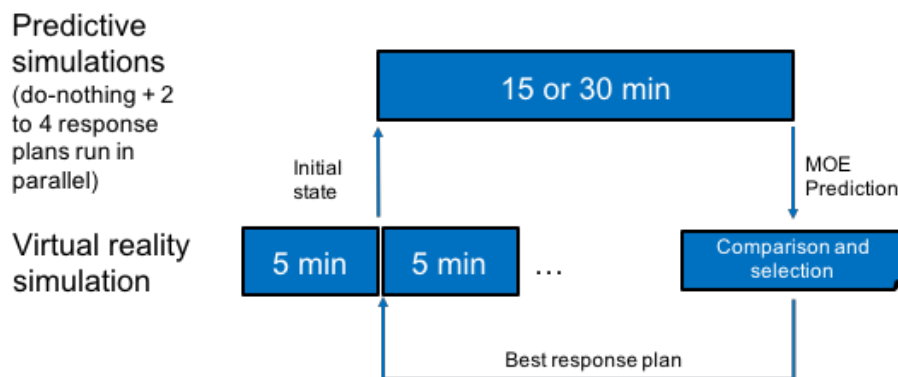 Predictive
simulations
(do-nothing + 2
to 4 response
plans run in
parallel)
15 or 30 min
Initial
state
MOE
Prediction
Virtual reality
simulation
5 min
5 min
...
Comparison and
selection
Best response plan